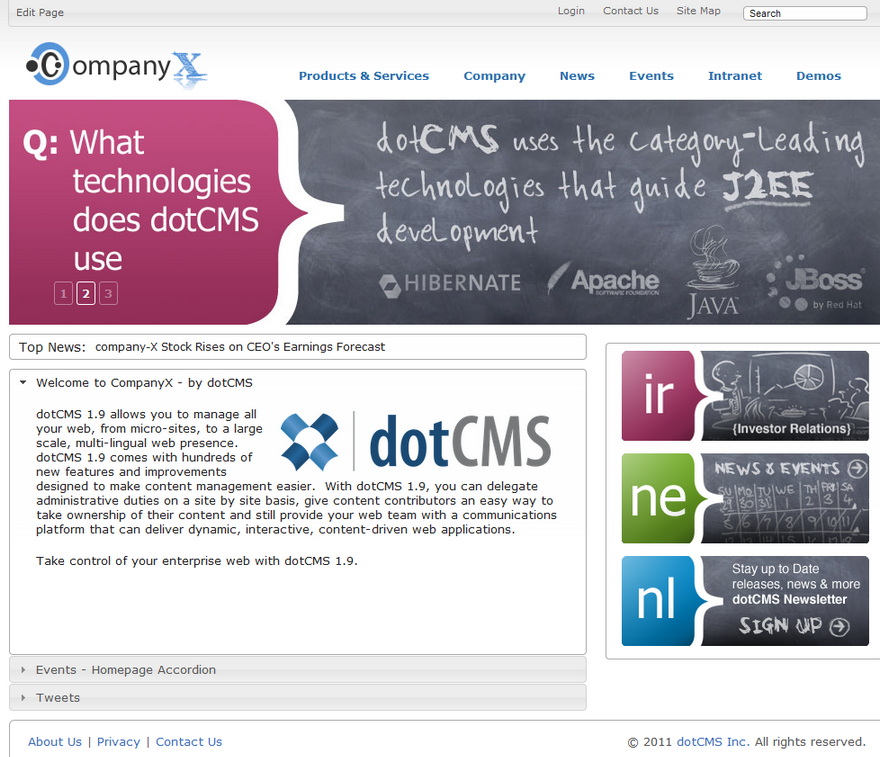 Edit Page
Login Contact Us Site Map Search
CompanyX
Products & Services Company News Events Intranet Demos
Q: What
technologies
does dotCMS
use
1 2 3
dotCMS uses the category-leading
technologies that guide J2EE
development
HIBERNATE
Apache
SOFTWARE FOUNDATION
JAVA
JBoss
by Red Hat
Top News: company-X Stock Rises on CEO's Earnings Forecast
Welcome to CompanyX - by dotCMS
dotCMS 1.9 allows you to manage all
your web, from micro-sites, to a large
scale, multi-lingual web presence.
dotCMS 1.9 comes with hundreds of
new features and improvements
designed to make content management easier. With dotCMS 1.9, you can delegate
administrative duties on a site by site basis, give content contributors an easy way to
take ownership of their content and still provide your web team with a communications
platform that can deliver dynamic, interactive, content-driven web applications.
Take control of your enterprise web with dotCMS 1.9.
dotCMS
Events - Homepage Accordion
Tweets
ir
{Investor Relations}
ne
NEWS & EVENTS
SU MO TU WE TH FRI SA
29 30 31 1 2 3 4
5 6 7 8 9 10 11
nl
Stay up to Date
releases, news & more
dotCMS Newsletter
SIGN UP
About Us | Privacy | Contact Us
© 2011 dotCMS Inc. All rights reserved.